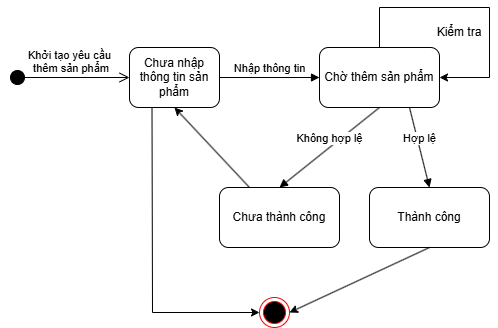 Kiểm tra
Khởi tạo yêu cầu
thêm sản phẩm
Chưa nhập
thông tin sản
phẩm
Nhập thông tin
Chờ thêm sản phẩm
Không hợp lệ
Hợp lệ
Chưa thành công
Thành công